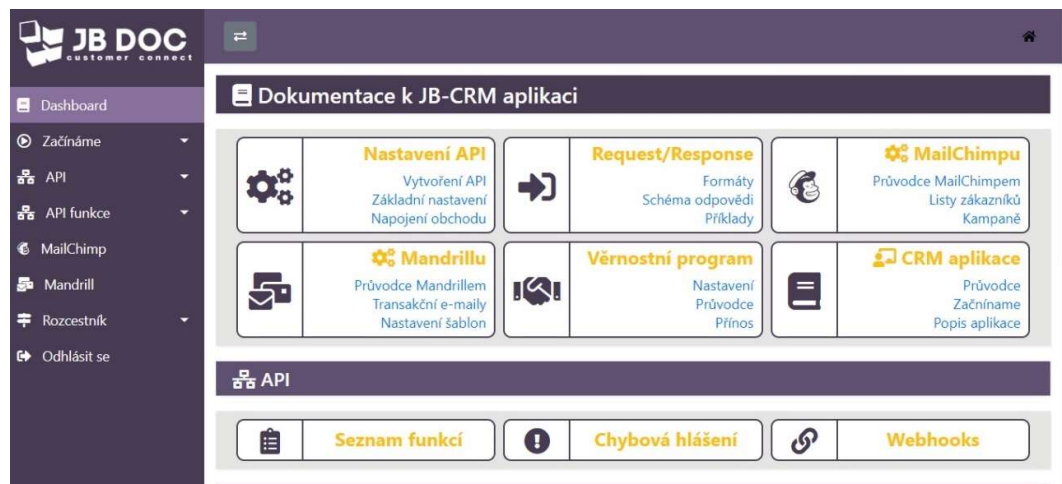 JB DOC
customer connect
Dashboard
Začínáme
API
API funkce
MailChimp
Mandrill
Rozcestník
Odhlásit se
Dokumentace k JB-CRM aplikaci
Nastavení API
Vytvoření API
Základní nastavení
Napojení obchodu
Request/Response
Formáty
Schéma odpovědi
Příklady
MailChimpu
Průvodce MailChimpem
Listy zákazníků
Kampaně
Mandrillu
Průvodce Mandrillem
Transakční e-maily
Nastavení šablon
Věrnostní program
Nastavení
Průvodce
Přínos
CRM aplikace
Průvodce
Začníname
Popis aplikace
API
Seznam funkcí
Chybová hlášení
Webhooks